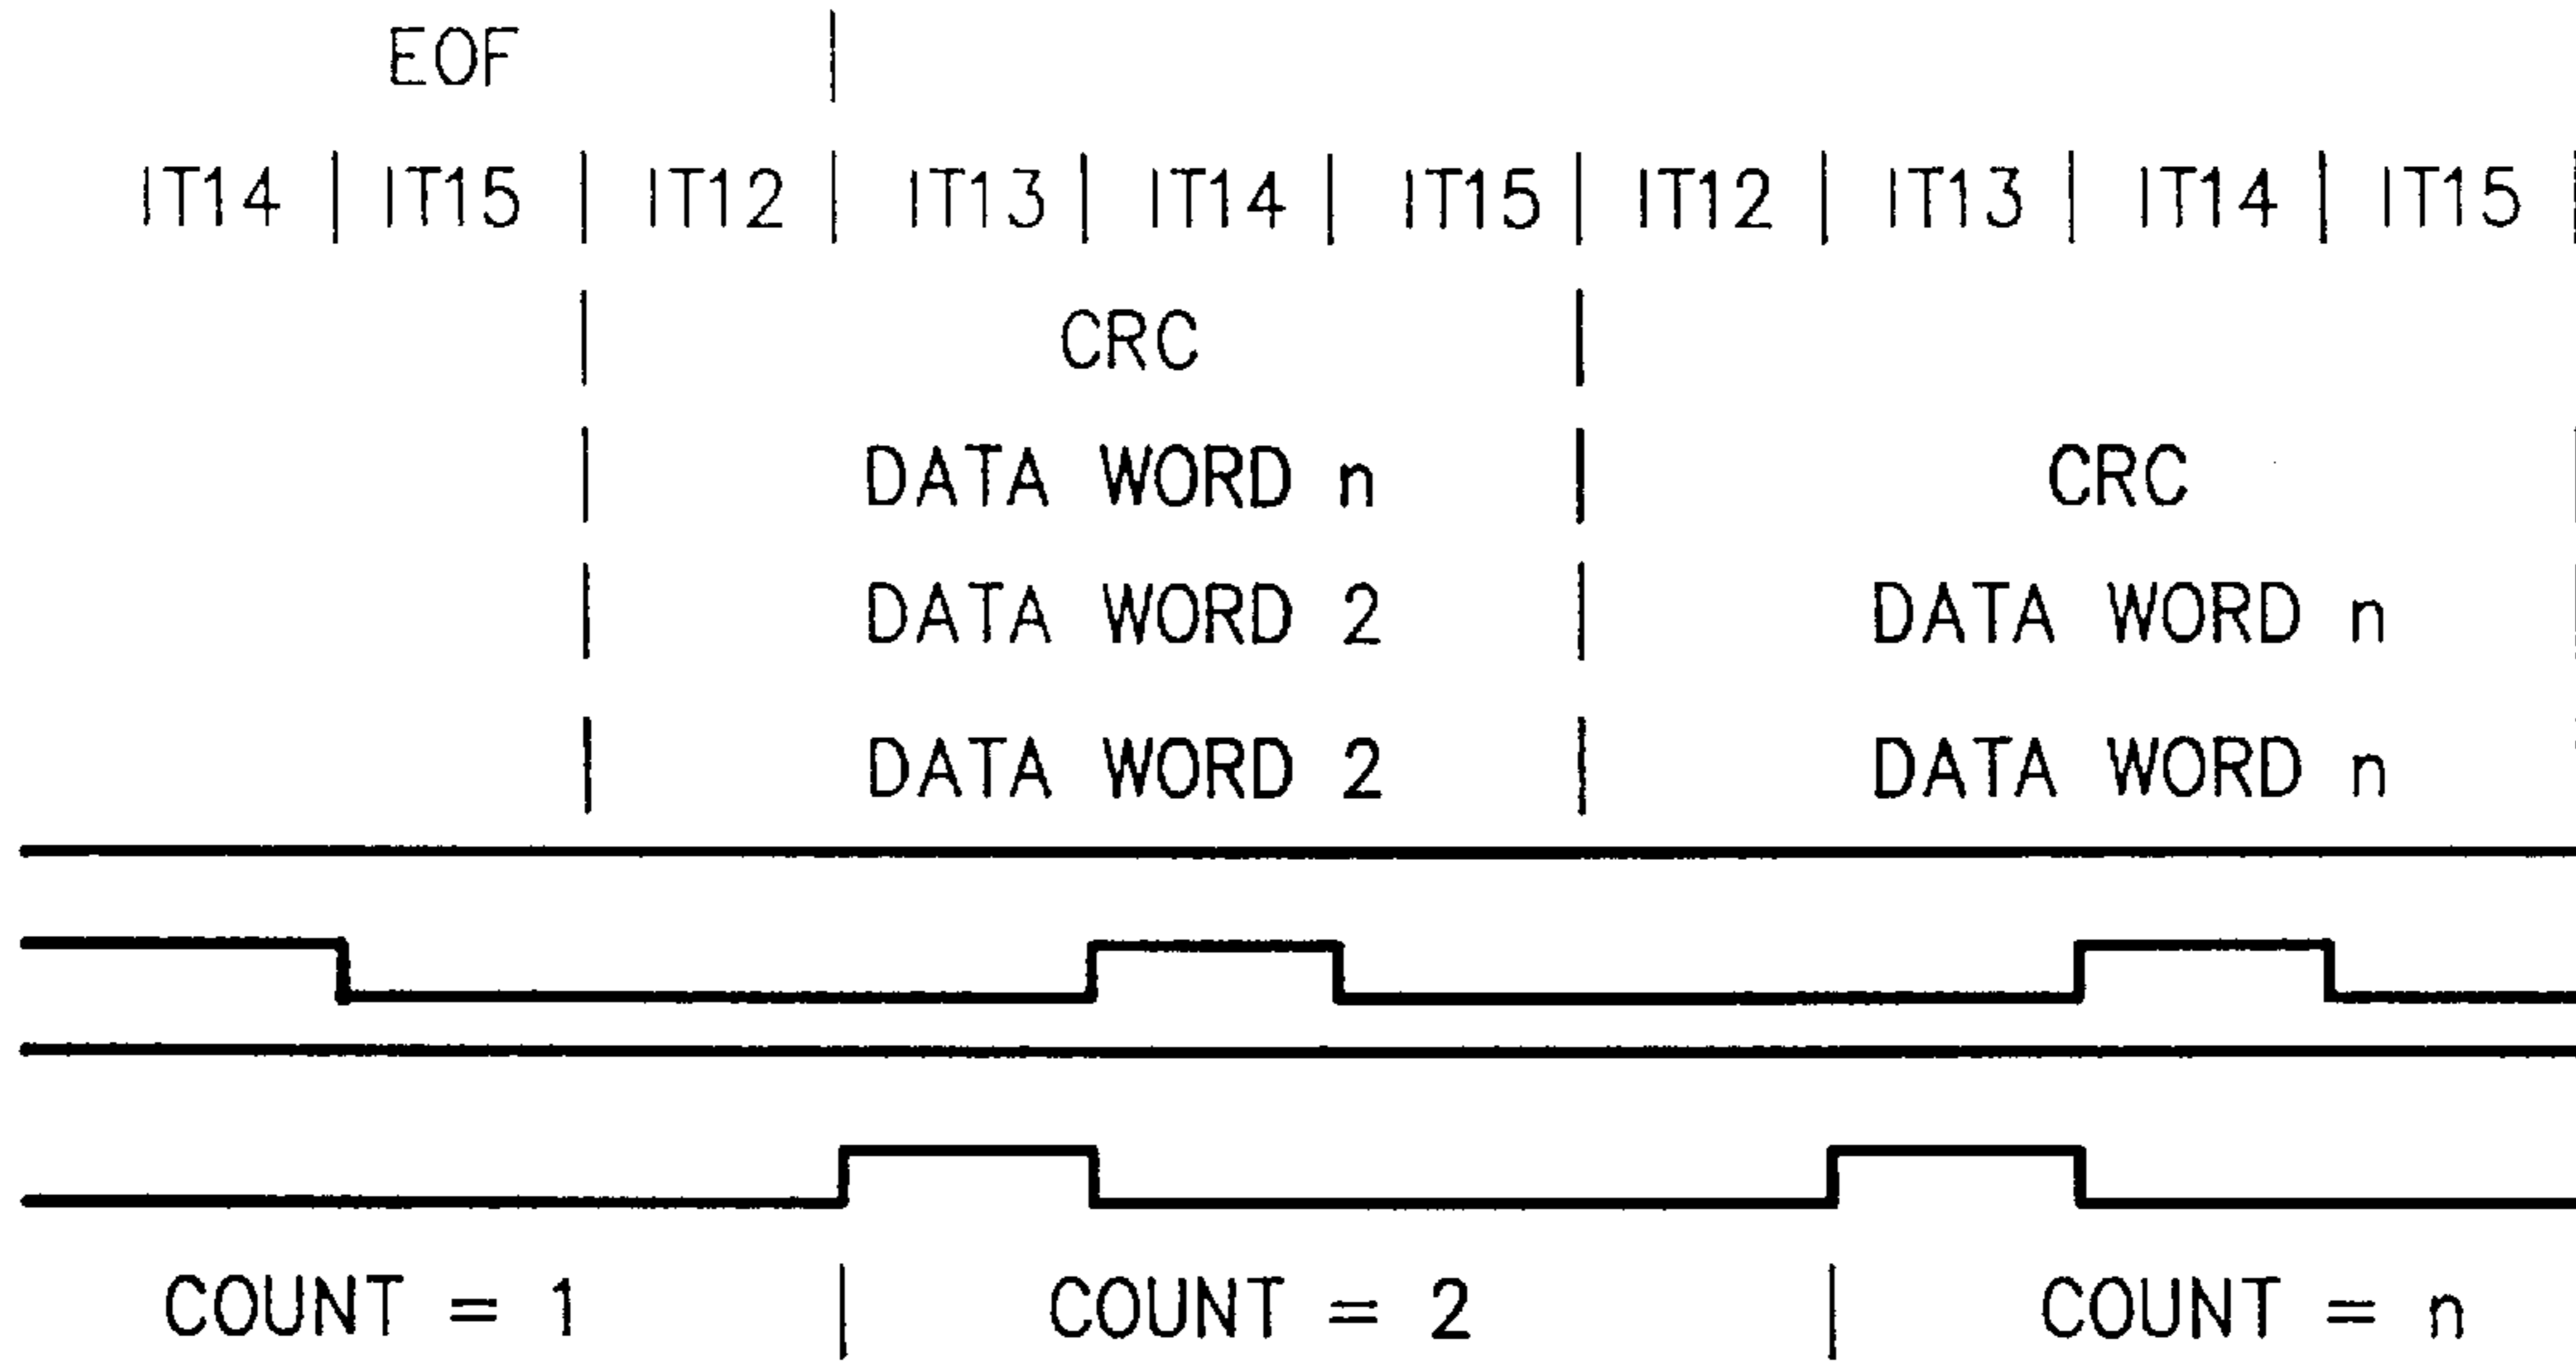 EOF
IT14 IT15 IT12 IT13 IT14 IT15 IT12 IT13 IT14 IT15
CRC
DATA WORD n CRC
DATA WORD 2 DATA WORD n
DATA WORD 2 DATA WORD n
COUNT = 1 COUNT = 2 COUNT = n